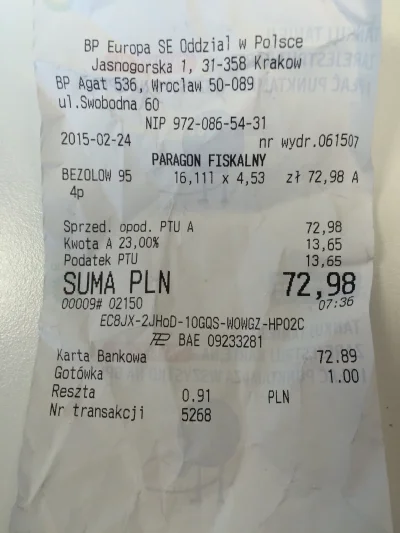 BP Europa SE Oddzial w Polsce
Jasnogorska 1, 31-358 Krakow
BP Agat 536, Wroclaw 50-089
ul.Swobodna 60
NIP 972-086-54-31
2015-02-24 nr wydr.061507
PARAGON FISKALNY
BEZOLOW 95 16,11l x 4,53 zł 72,98 A
4p
Sprzed. opod. PTU A 72,98
Kwota A 23,00% 13,65
Podatek PTU 13,65
SUMA PLN 72,98
00009# 02150 07:36
EC8JX-2JHoD-1OGQS-WOWGZ-HPO2C
BAE 09233281
Karta Bankowa 72.89
Gotówka 1.00
Reszta 0.91 PLN
Nr transakcji 5268